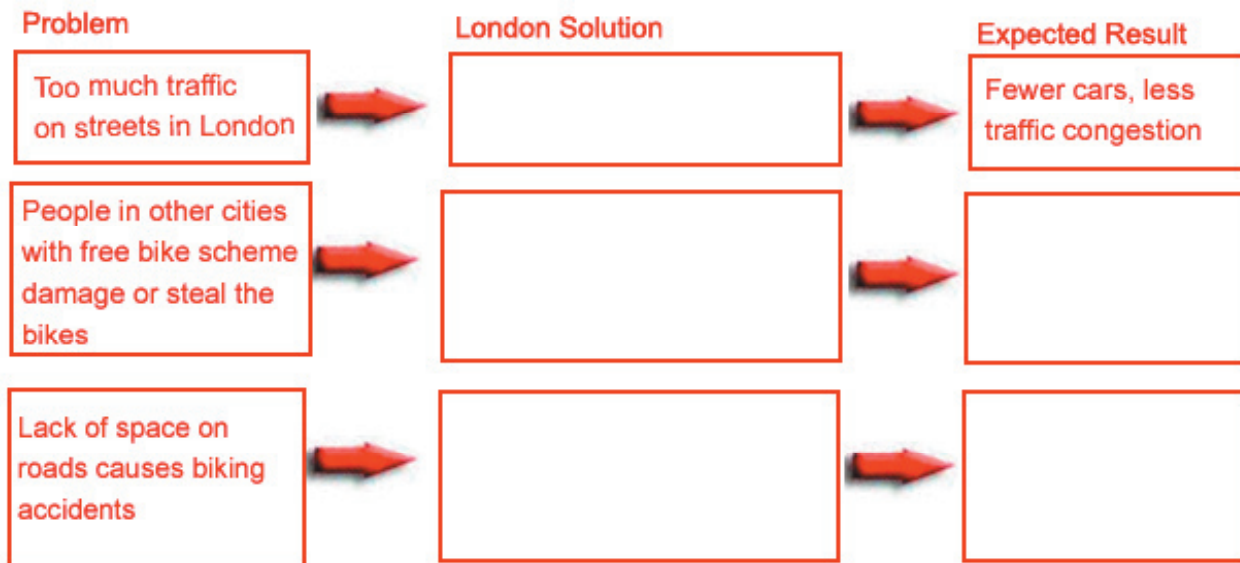 Problem
London Solution
Expected Result
Too much traffic
on streets in London
Fewer cars, less
traffic congestion
People in other cities
with free bike scheme
damage or steal the
bikes
Lack of space on
roads causes biking
accidents